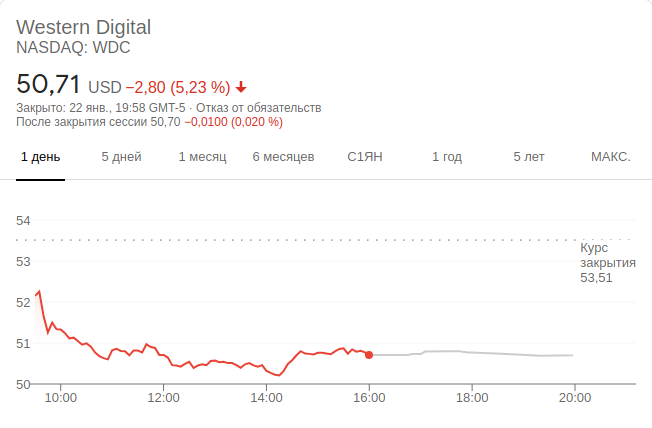 Western Digital
NASDAQ: WDC
50,71 USD −2,80 (5,23 %)
Закрыто: 22 янв., 19:58 GMT-5 · Отказ от обязательств
После закрытия сессии 50,70 −0,0100 (0,020 %)
1 день 5 дней 1 месяц 6 месяцев С1ЯН 1 год 5 лет МАКС.
54
Курс
закрытия
53,51
53
52
51
50
10:00 12:00 14:00 16:00 18:00 20:00